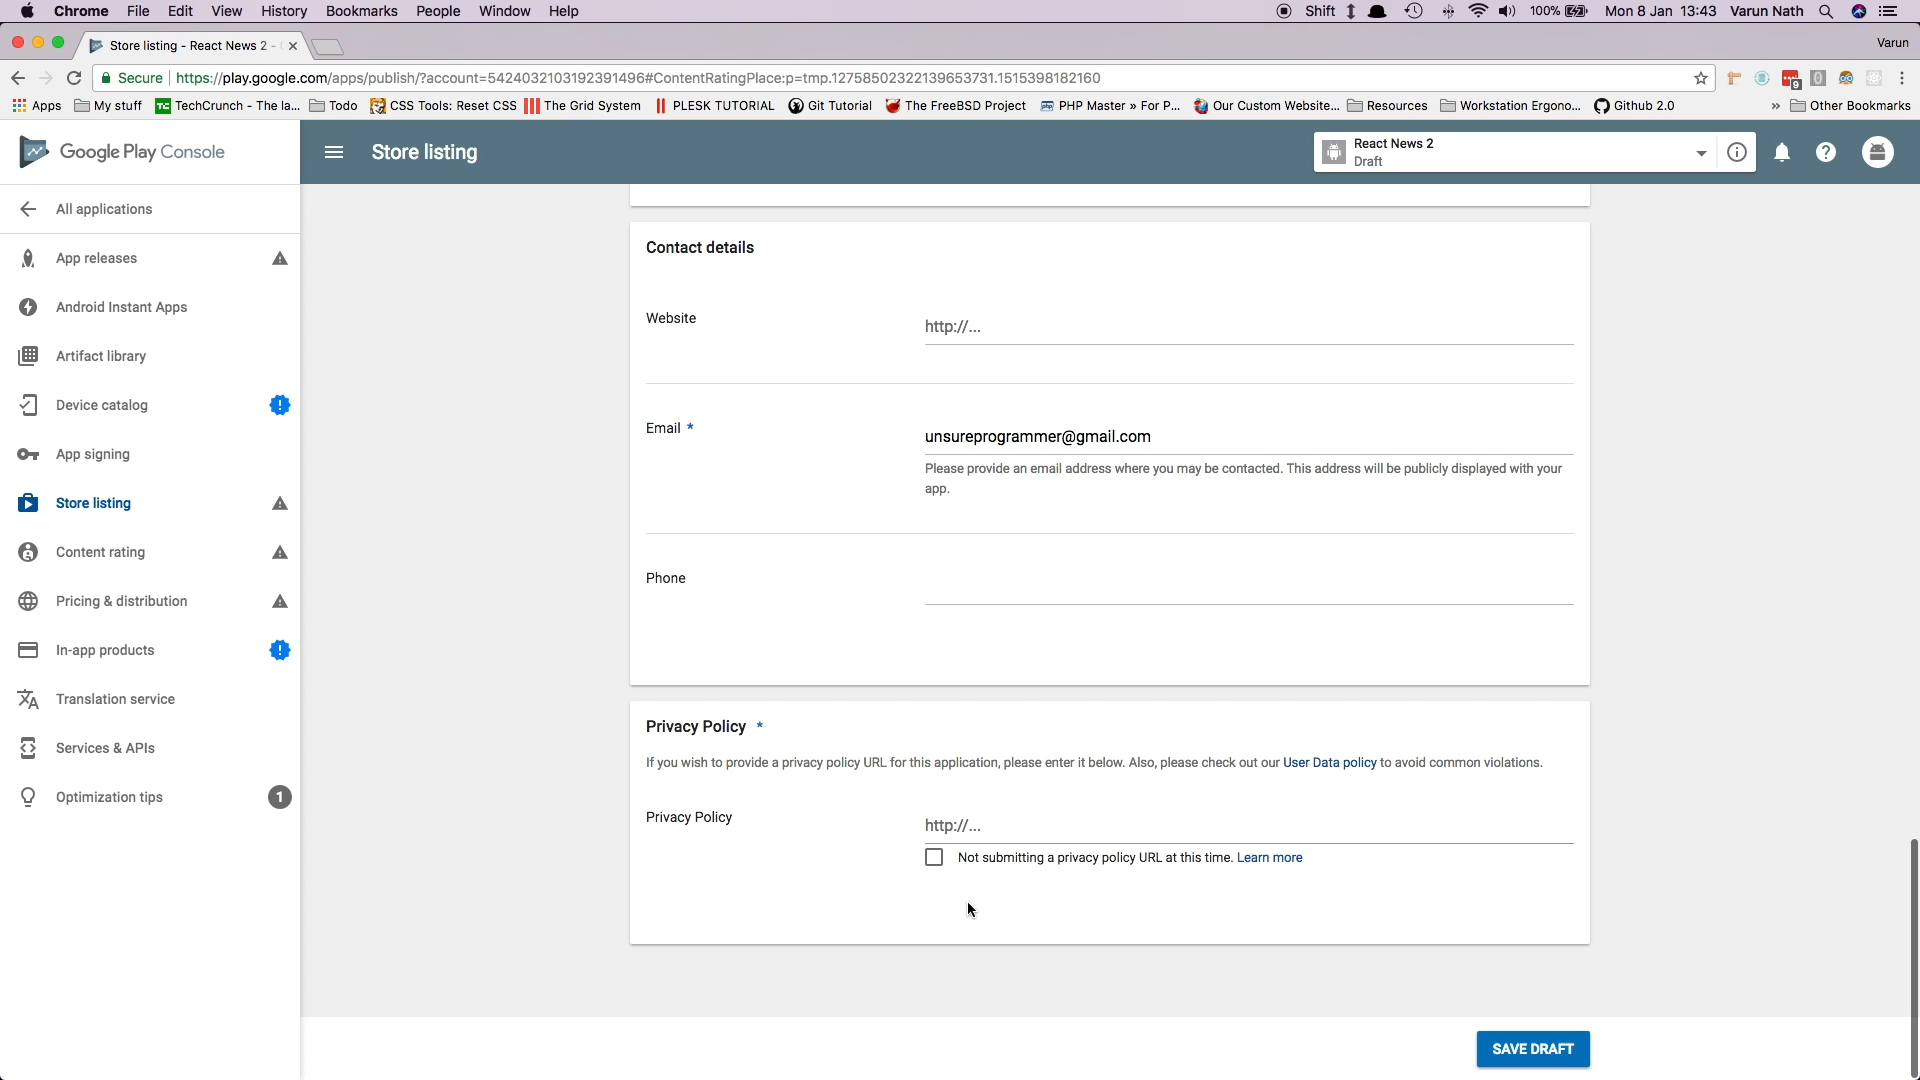 Chrome File Edit View History Bookmarks People Window Help Shift 100% Mon 8 Jan 13:43 Varun Nath
Store listing - React News 2 - Varun
Secure https://play.google.com/apps/publish/?account=5424032103192391496#ContentRatingPlace:p=tmp.12758502322139653731.1515398182160 9
Apps My stuff TC TechCrunch - The la... Todo CSS Tools: Reset CSS The Grid System PLESK TUTORIAL Git Tutorial The FreeBSD Project PHP Master » For P... Our Custom Website... Resources Workstation Ergono... Github 2.0 » Other Bookmarks
Google Play Console
Store listing
React News 2
Draft
All applications
App releases
Android Instant Apps
Artifact library
Device catalog
App signing
Store listing
Content rating
Pricing & distribution
In-app products
Translation service
Services & APIs
Optimization tips 1
Contact details
Website
http://...
Email *
unsureprogrammer@gmail.com
Please provide an email address where you may be contacted. This address will be publicly displayed with your
app.
Phone
Privacy Policy *
If you wish to provide a privacy policy URL for this application, please enter it below. Also, please check out our User Data policy to avoid common violations.
Privacy Policy
http://...
Not submitting a privacy policy URL at this time. Learn more
SAVE DRAFT